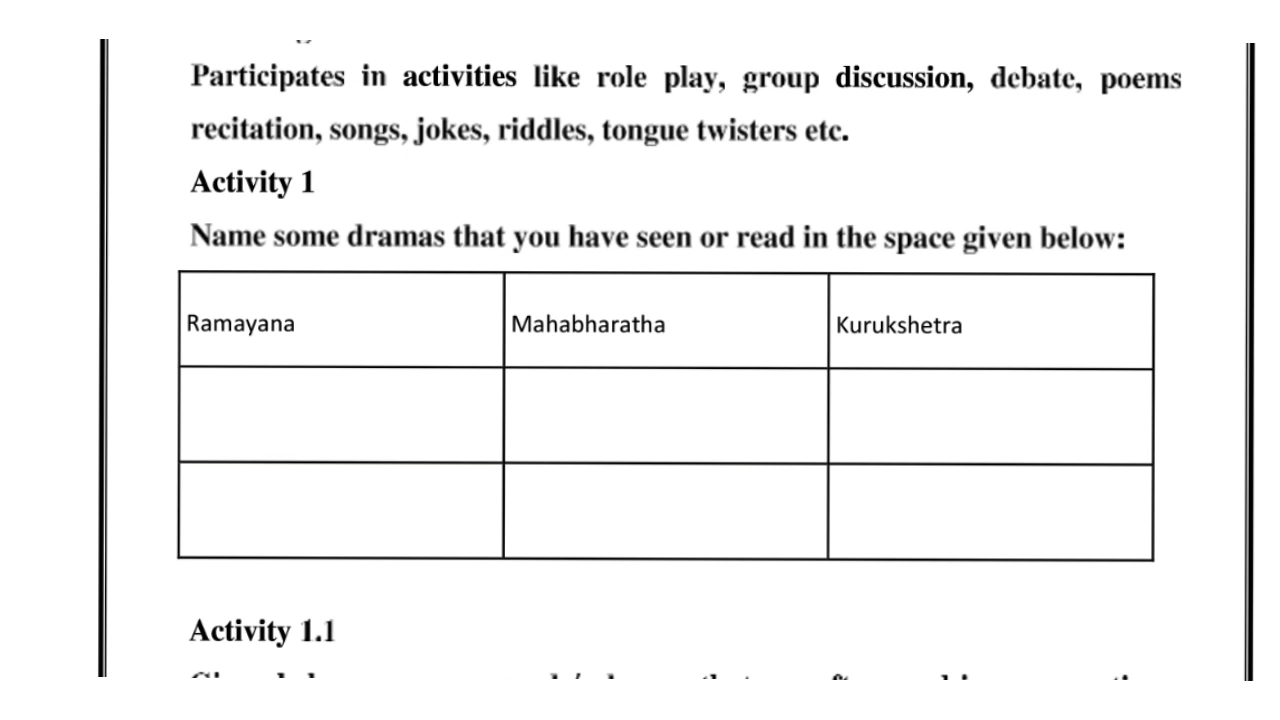 Participates in activities like role play, group discussion, debate, poems
recitation, songs, jokes, riddles, tongue twisters etc.
Activity 1
Name some dramas that you have seen or read in the space given below:
Ramayana Mahabharatha Kurukshetra
Activity 1.1